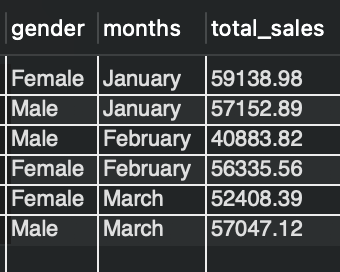 gender months total_sales
Female January 59138.98
Male January 57152.89
Male February 40883.82
Female February 56335.56
Female March 52408.39
Male March 57047.12